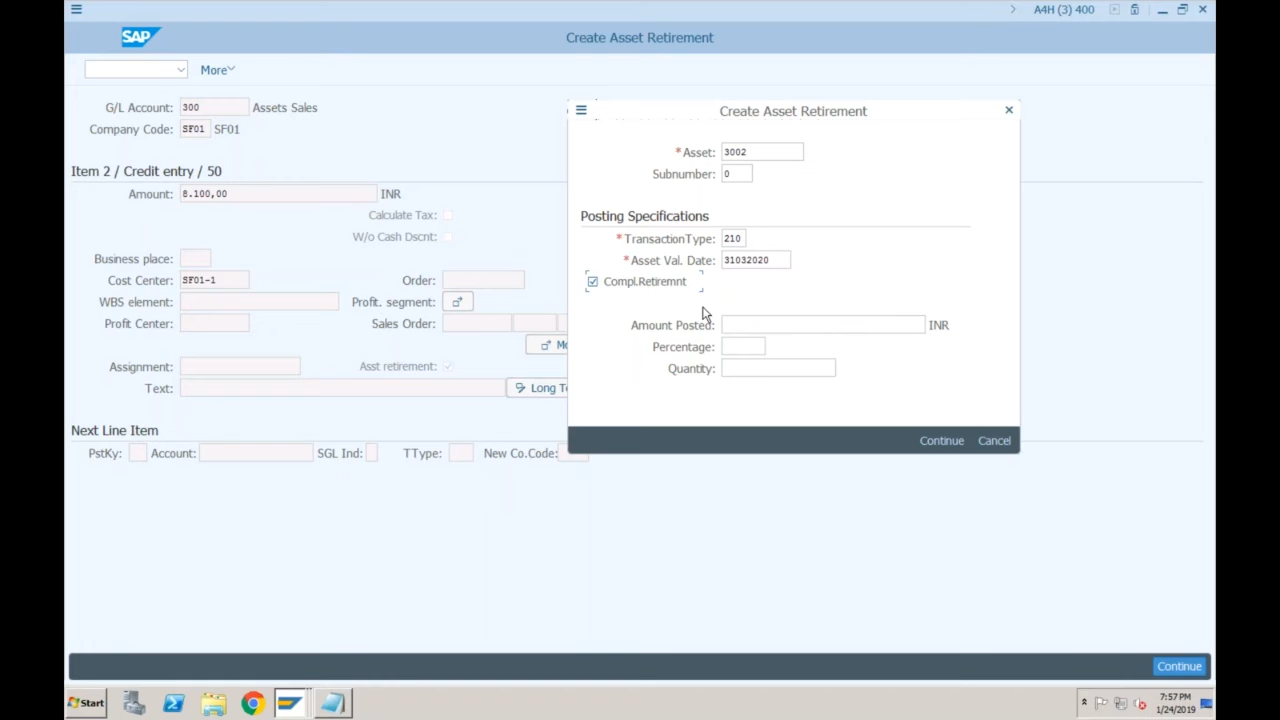 A4H (3) 400
SAP
Create Asset Retirement
More
G/L Account: 300 Assets Sales
Company Code: SF01 SF01
Item 2 / Credit entry / 50
Amount: 8.100,00 INR
Calculate Tax:
W/o Cash Dscnt:
Business place:
Cost Center: SF01-1 Order:
WBS element: Profit. segment:
Profit Center: Sales Order:
Mo
Assignment: Asst retirement:
Text: Long Te
Next Line Item
PstKy: Account: SGL Ind: TType: New Co.Code:
Create Asset Retirement
*Asset: 3002
Subnumber: 0
Posting Specifications
*TransactionType: 210
*Asset Val. Date: 31032020
Compl.Retiremnt
Amount Posted: INR
Percentage:
Quantity:
Continue Cancel
Continue
Start
7:57 PM
1/24/2019